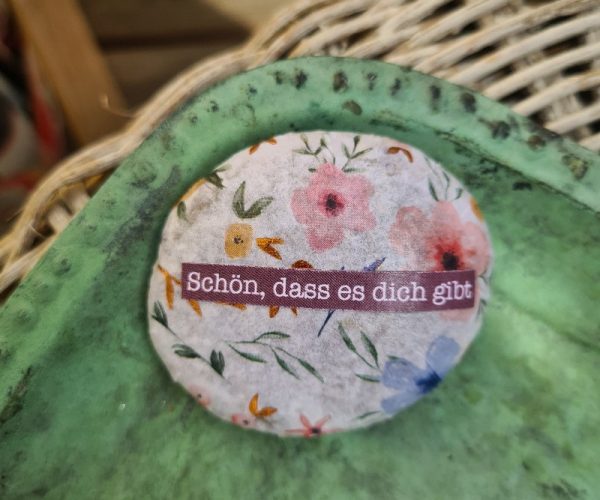 Schön, dass es dich gibt